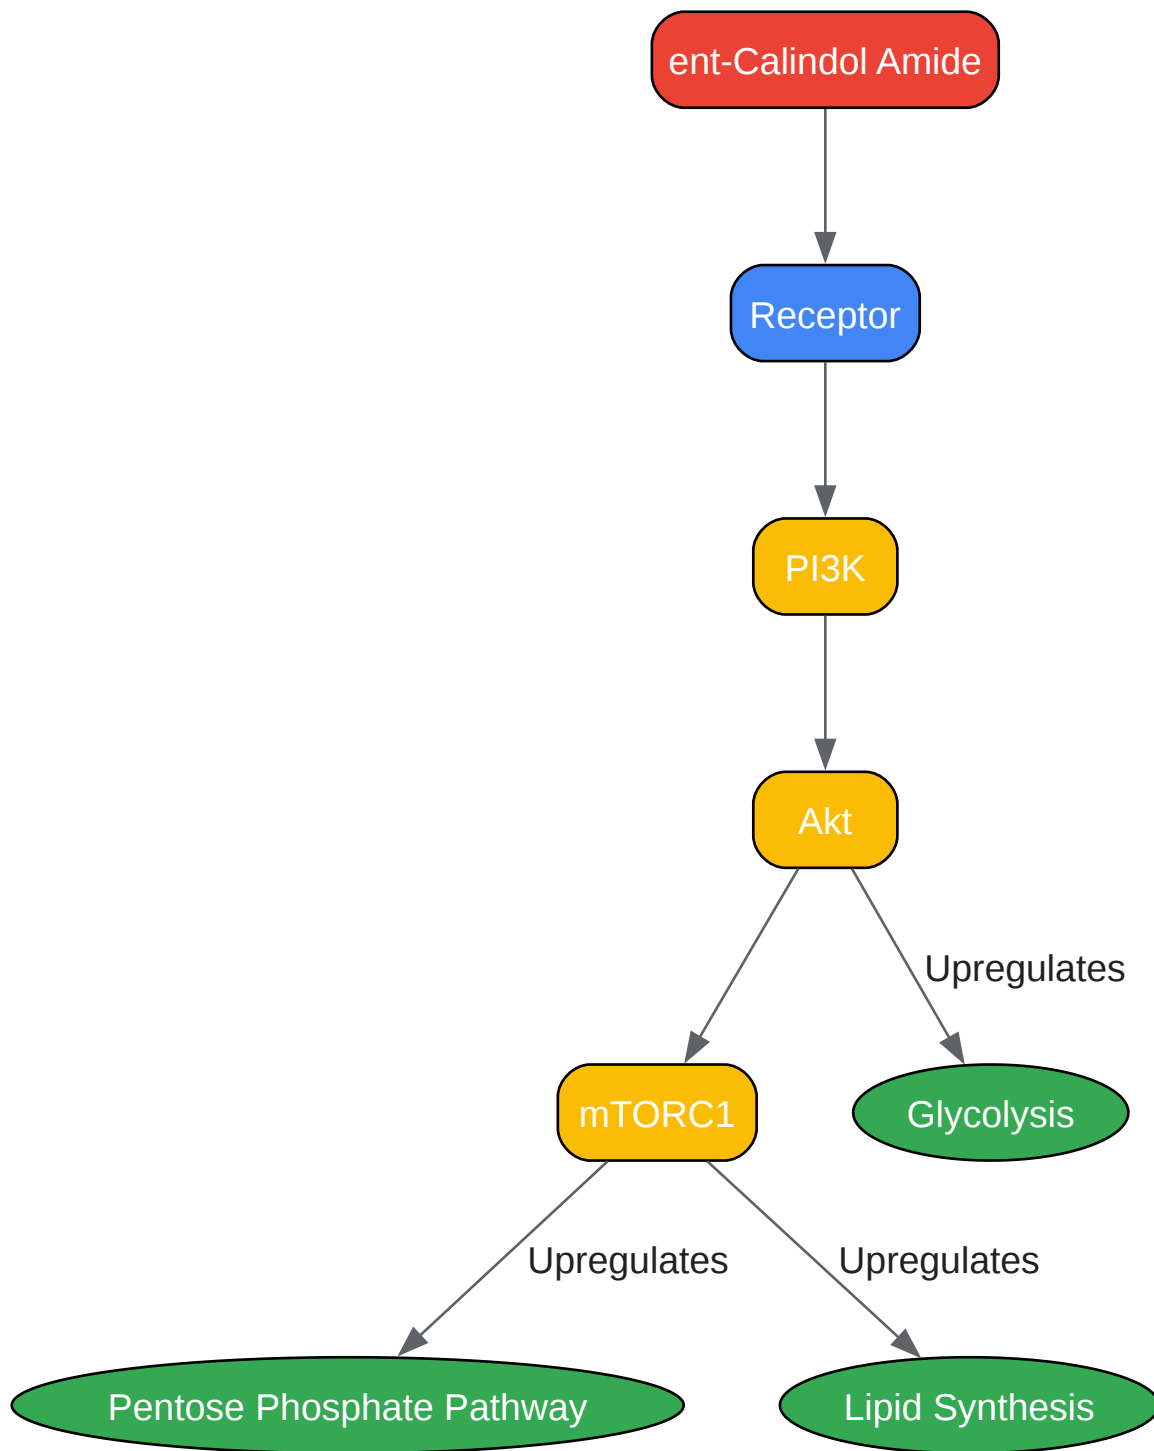 ent-Calindol Amide
Receptor
PI3K
Akt
Upregulates
mTORC1
Glycolysis
Upregulates
Upregulates
Pentose Phosphate Pathway
Lipid Synthesis